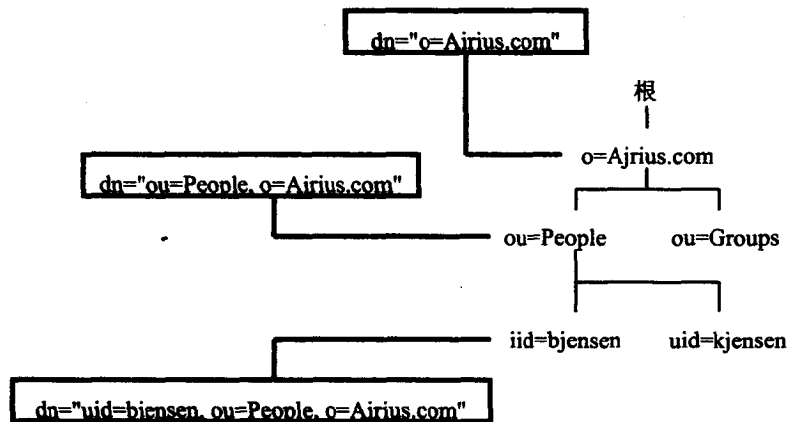 dn="o=Airius.com"
根
o=Ajrius.com
dn="ou=People, o=Airius.com"
ou=People
ou=Groups
iid=bjensen
uid=kjensen
dn="uid=bjensen, ou=People, o=Airius.com"